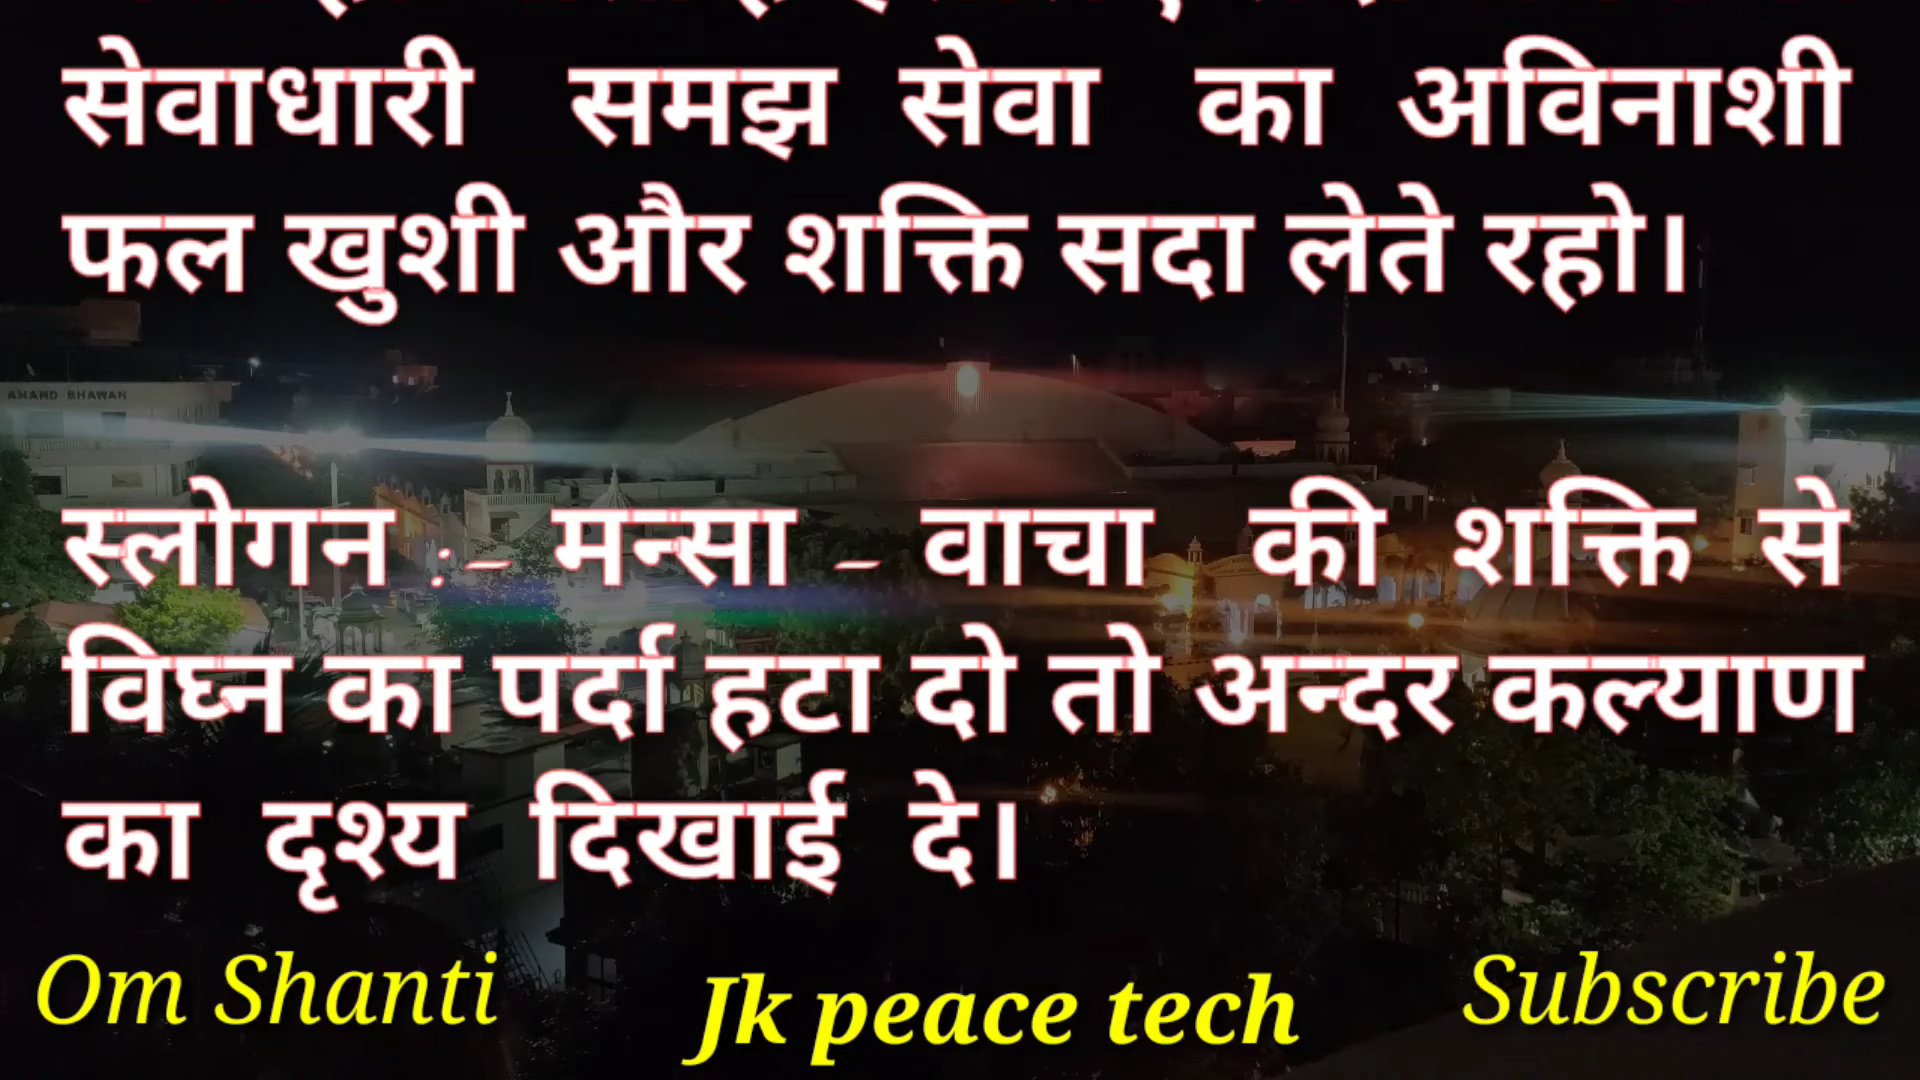 सेवाधारी समझ सेवा का अविनाशी
फल खुशी और शक्ति सदा लेते रहो।
ANAND BHAWAN
स्लोगन :- मन्सा - वाचा की शक्ति से
विघ्न का पर्दा हटा दो तो अन्दर कल्याण
का दृश्य दिखाई दे।
Om Shanti
Jk peace tech
Subscribe